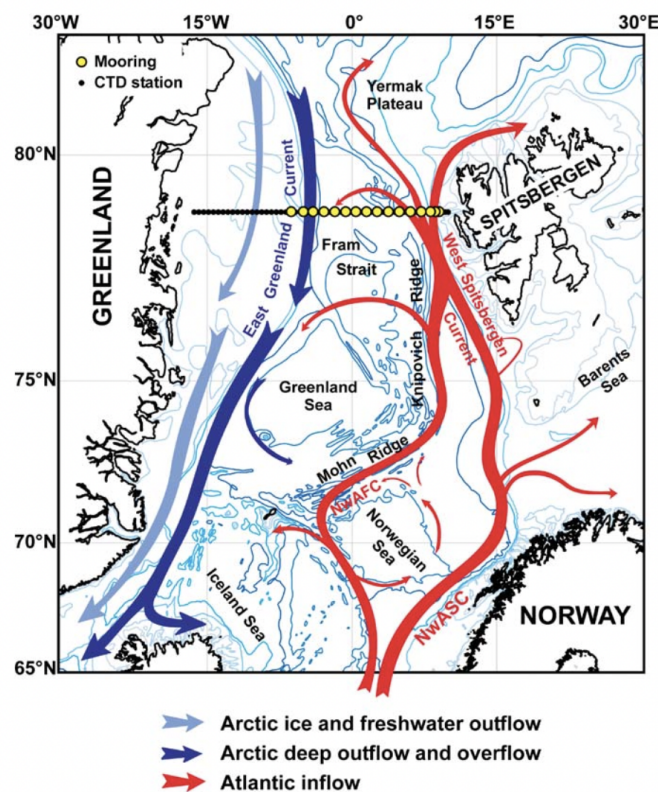 30°W 15°W 0° 15°E 30°E
Mooring
CTD station
Yermak
Plateau
80°N
GREENLAND
SPITSBERGEN
East Greenland Current
Fram
Strait
West Spitsbergen
Current
Knipovich Ridge
75°N
Greenland
Sea
Barents
Sea
Mohn Ridge
NwAFC
Norwegian
Sea
70°N
Iceland Sea
NwASC
NORWAY
65°N
Arctic ice and freshwater outflow
Arctic deep outflow and overflow
Atlantic inflow